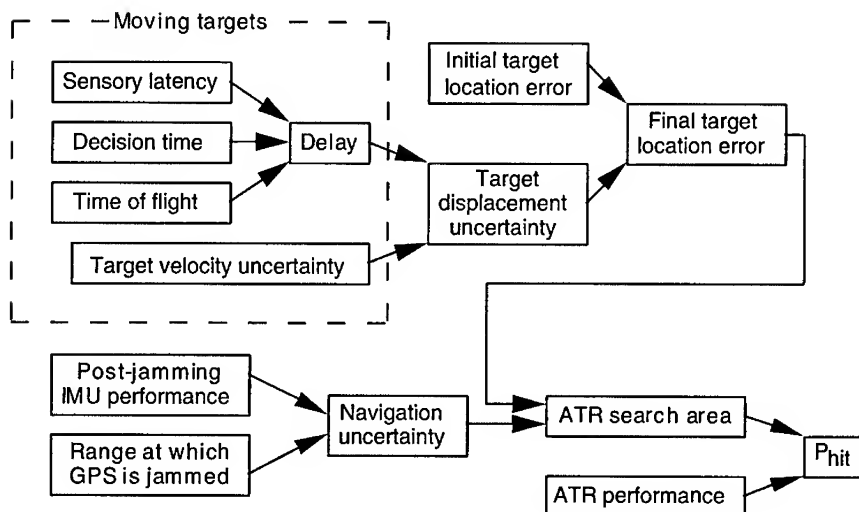 Moving targets
Sensory latency
Decision time
Time of flight
Delay
Target velocity uncertainty
Initial target
location error
Target
displacement
uncertainty
Final target
location error
Post-jamming
IMU performance
Range at which
GPS is jammed
Navigation
uncertainty
ATR search area
ATR performance
Phit